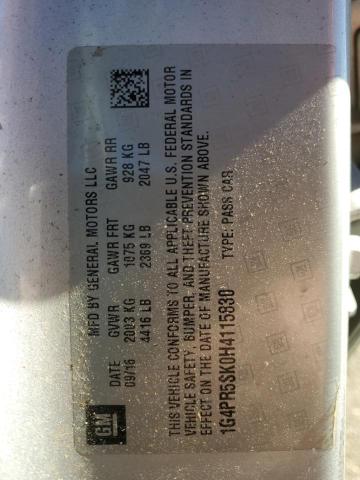 GM
MFD BY GENERAL MOTORS LLC
DATE GVWR GAWR FRT GAWR RR
09/16 2003 KG 1075 KG 928 KG
4416 LB 2369 LB 2047 LB
THIS VEHICLE CONFORMS TO ALL APPLICABLE U.S. FEDERAL MOTOR
VEHICLE SAFETY, BUMPER, AND THEFT PREVENTION STANDARDS IN
EFFECT ON THE DATE OF MANUFACTURE SHOWN ABOVE.
1G4PR5SK0H4115830 TYPE: PASS CAR